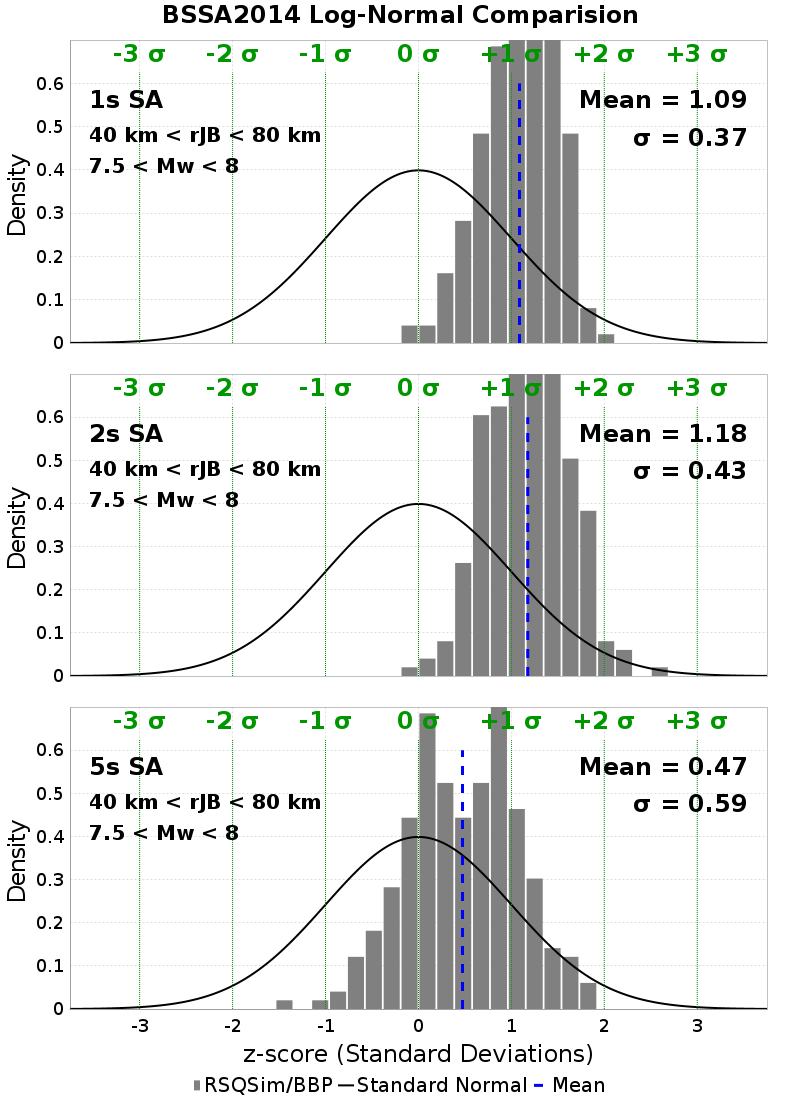 BSSA2014 Log-Normal Comparision
-3 σ -2 σ -1 σ 0 σ +1 σ +2 σ +3 σ
1s SA
40 km < rJB < 80 km
7.5 < Mw < 8
Mean = 1.09
σ = 0.37
Density
0.6
0.5
0.4
0.3
0.2
0.1
0
-3 σ -2 σ -1 σ 0 σ +1 σ +2 σ +3 σ
2s SA
40 km < rJB < 80 km
7.5 < Mw < 8
Mean = 1.18
σ = 0.43
Density
0.6
0.5
0.4
0.3
0.2
0.1
0
-3 σ -2 σ -1 σ 0 σ +1 σ +2 σ +3 σ
5s SA
40 km < rJB < 80 km
7.5 < Mw < 8
Mean = 0.47
σ = 0.59
Density
0.6
0.5
0.4
0.3
0.2
0.1
0
-3 -2 -1 0 1 2 3
z-score (Standard Deviations)
RSQSim/BBP Standard Normal Mean